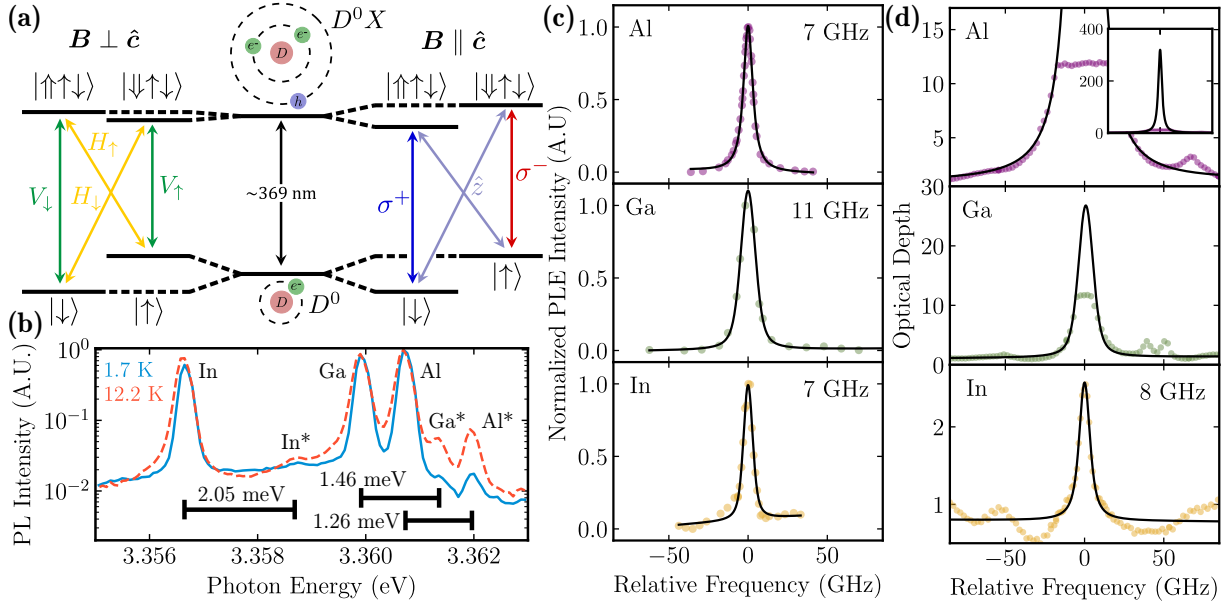 (a)
B ⊥ ĉ
D⁰X
B ∥ ĉ
e-
e-
D
h
|⇑↑↓⟩
|⇓↑↓⟩
|⇑↑↓⟩
|⇓↑↓⟩
H↑
V↓
H↓
V↑
~369 nm
σ⁺
ẑ
σ⁻
|↓⟩
|↑⟩
e-
D
D⁰
|↓⟩
|↑⟩
(b)
PL Intensity (A.U.)
10⁰
10⁻¹
10⁻²
1.7 K
12.2 K
In
In*
Ga
Al
Ga*
Al*
2.05 meV
1.46 meV
1.26 meV
3.356
3.358
3.360
3.362
Photon Energy (eV)
(c)
Normalized PLE Intensity (A.U)
Al
7 GHz
1.0
0.5
0.0
Ga
11 GHz
1.0
0.5
0.0
In
7 GHz
1.0
0.5
0.0
−50
0
50
Relative Frequency (GHz)
(d)
Optical Depth
Al
15
10
5
400
200
0
Ga
30
20
10
0
In
8 GHz
2
1
−50
0
50
Relative Frequency (GHz)